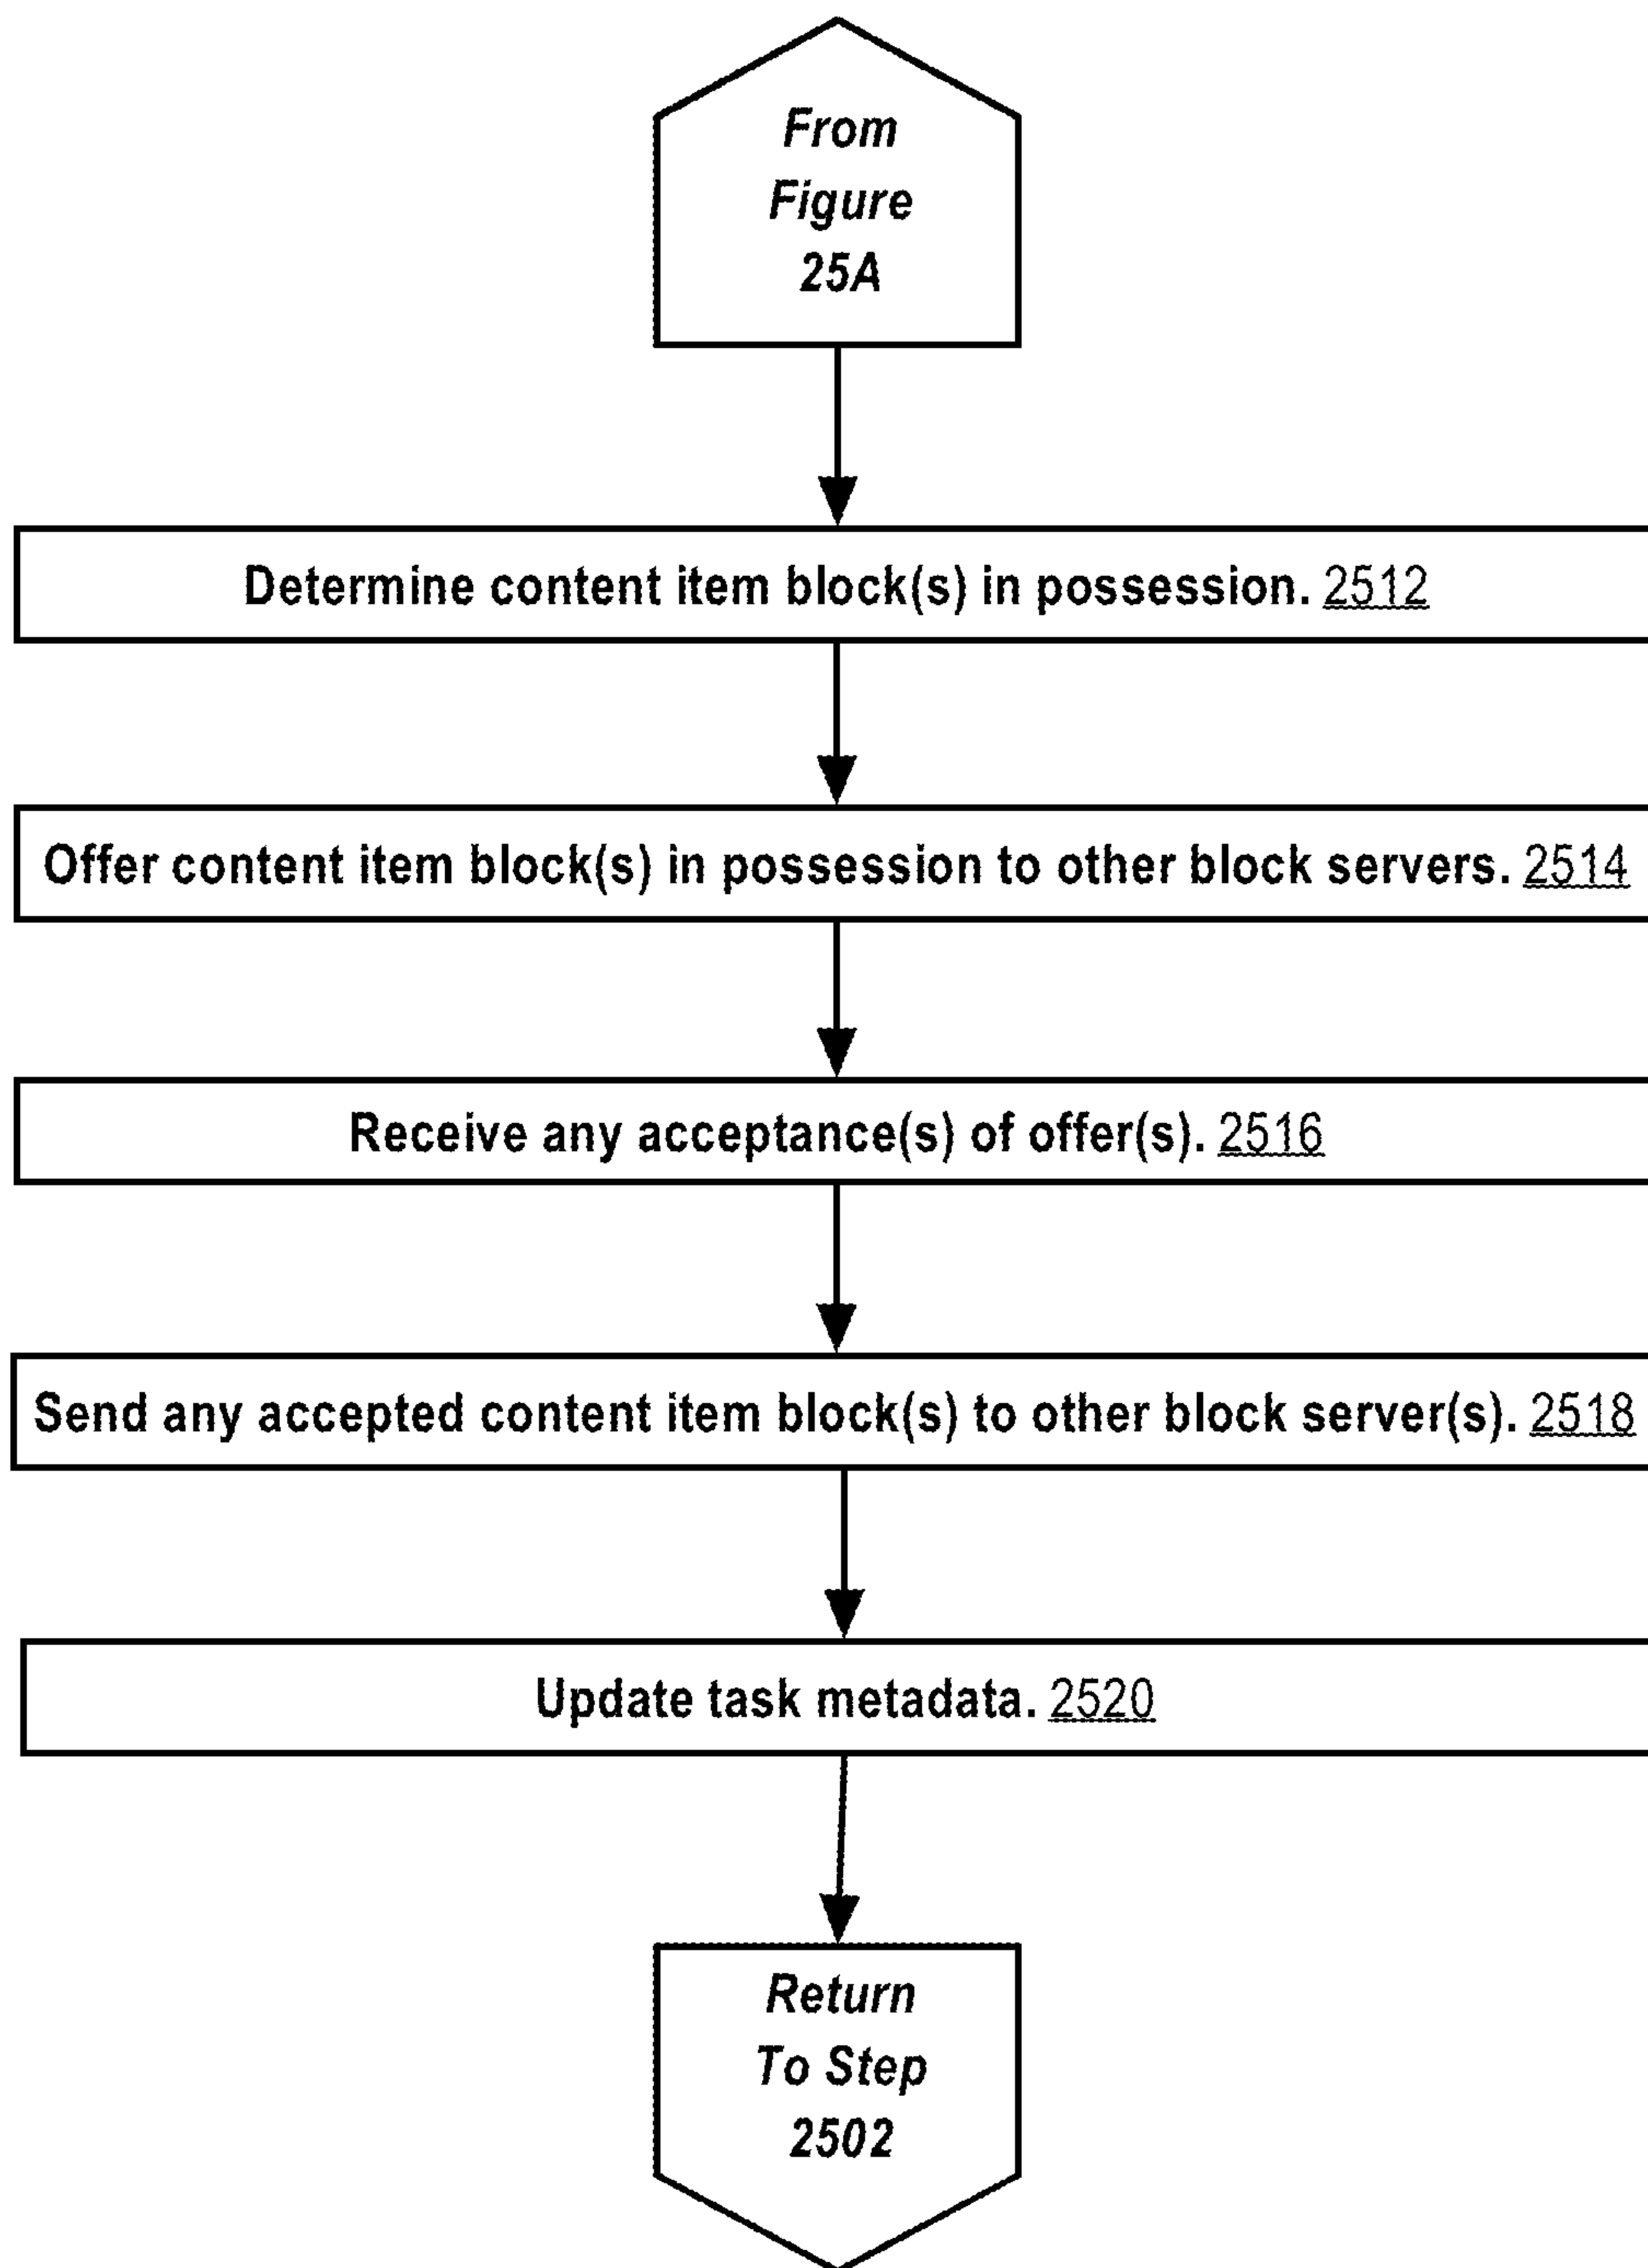 From
Figure
25A
Determine content item block(s) in possession. 2512
Offer content item block(s) in possession to other block servers. 2514
Receive any acceptance(s) of offer(s). 2516
Send any accepted content item block(s) to other block server(s). 2518
Update task metadata. 2520
Return
To Step
2502